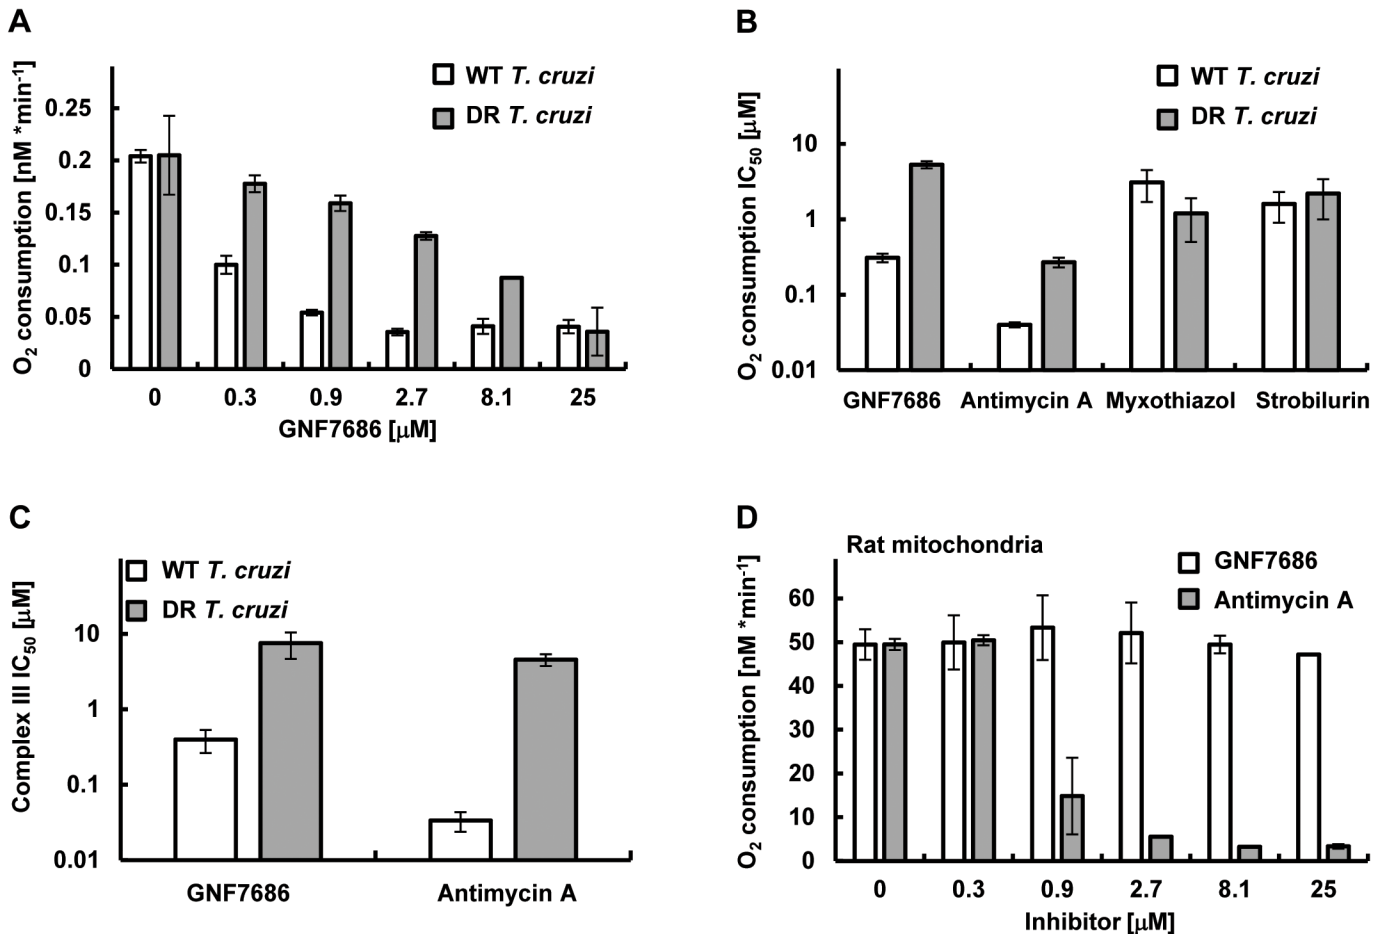 A
WT T. cruzi
DR T. cruzi
O₂ consumption [nM *min⁻¹]
0.25
0.2
0.15
0.1
0.05
0
0 0.3 0.9 2.7 8.1 25
GNF7686 [µM]
B
WT T. cruzi
DR T. cruzi
O₂ consumption IC₅₀ [µM]
10
1
0.1
0.01
GNF7686 Antimycin A Myxothiazol Strobilurin
C
WT T. cruzi
DR T. cruzi
Complex III IC₅₀ [µM]
10
1
0.1
0.01
GNF7686 Antimycin A
D
Rat mitochondria
GNF7686
Antimycin A
O₂ consumption [nM *min⁻¹]
60
50
40
30
20
10
0
0 0.3 0.9 2.7 8.1 25
Inhibitor [µM]